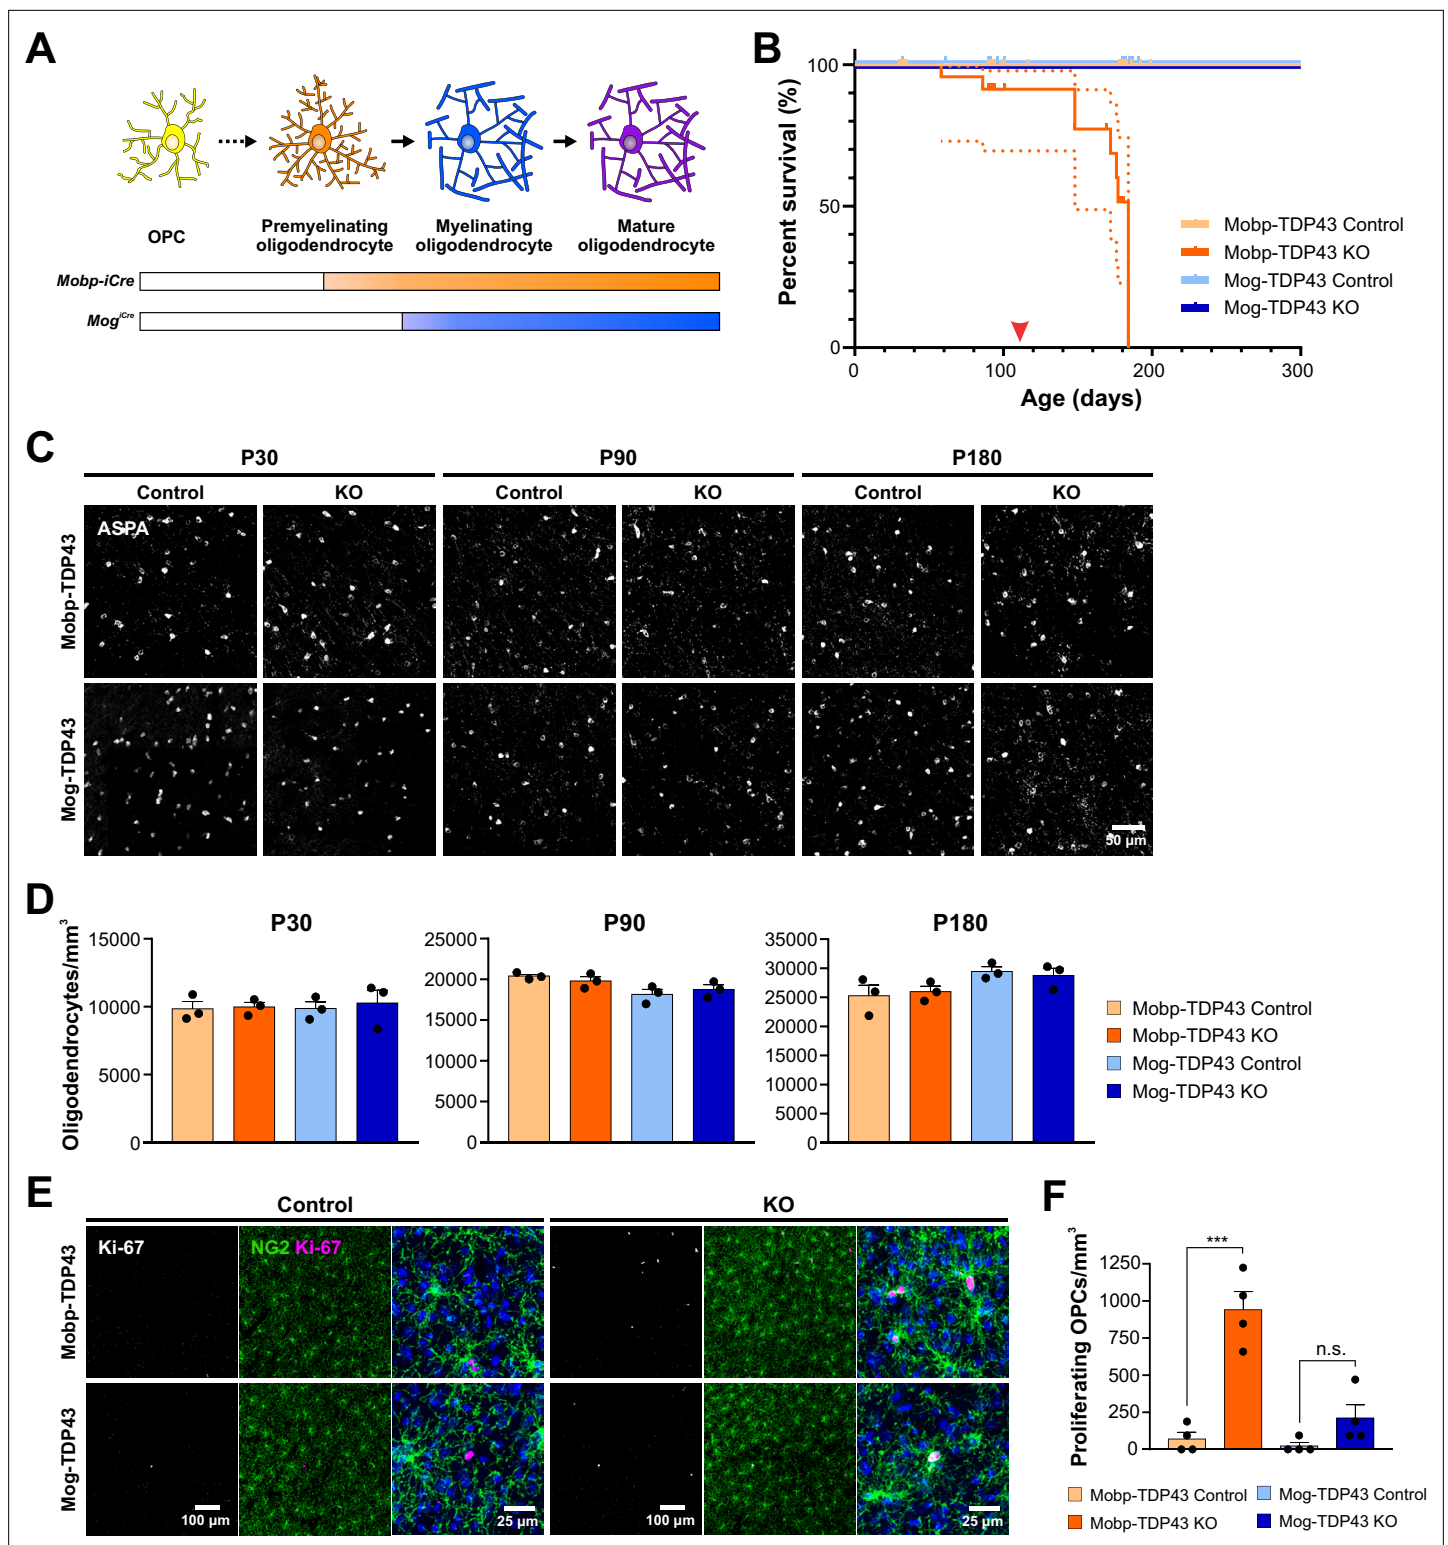 A
OPC
Premyelinating
oligodendrocyte
Myelinating
oligodendrocyte
Mature
oligodendrocyte
Mobp-iCre
Mog^iCre
B
Percent survival (%)
100
50
0
0
100
200
300
Age (days)
Mobp-TDP43 Control
Mobp-TDP43 KO
Mog-TDP43 Control
Mog-TDP43 KO
C
P30
P90
P180
Control
KO
Control
KO
Control
KO
Mobp-TDP43
ASPA
Mog-TDP43
50 µm
D
Oligodendrocytes/mm³
P30
15000
10000
5000
0
P90
25000
20000
15000
10000
5000
0
P180
35000
30000
25000
20000
15000
10000
5000
0
Mobp-TDP43 Control
Mobp-TDP43 KO
Mog-TDP43 Control
Mog-TDP43 KO
E
Control
KO
Mobp-TDP43
Ki-67
NG2 Ki-67
Mog-TDP43
100 µm
25 µm
100 µm
25 µm
F
Proliferating OPCs/mm³
1250
1000
750
500
250
0
***
n.s.
Mobp-TDP43 Control
Mog-TDP43 Control
Mobp-TDP43 KO
Mog-TDP43 KO